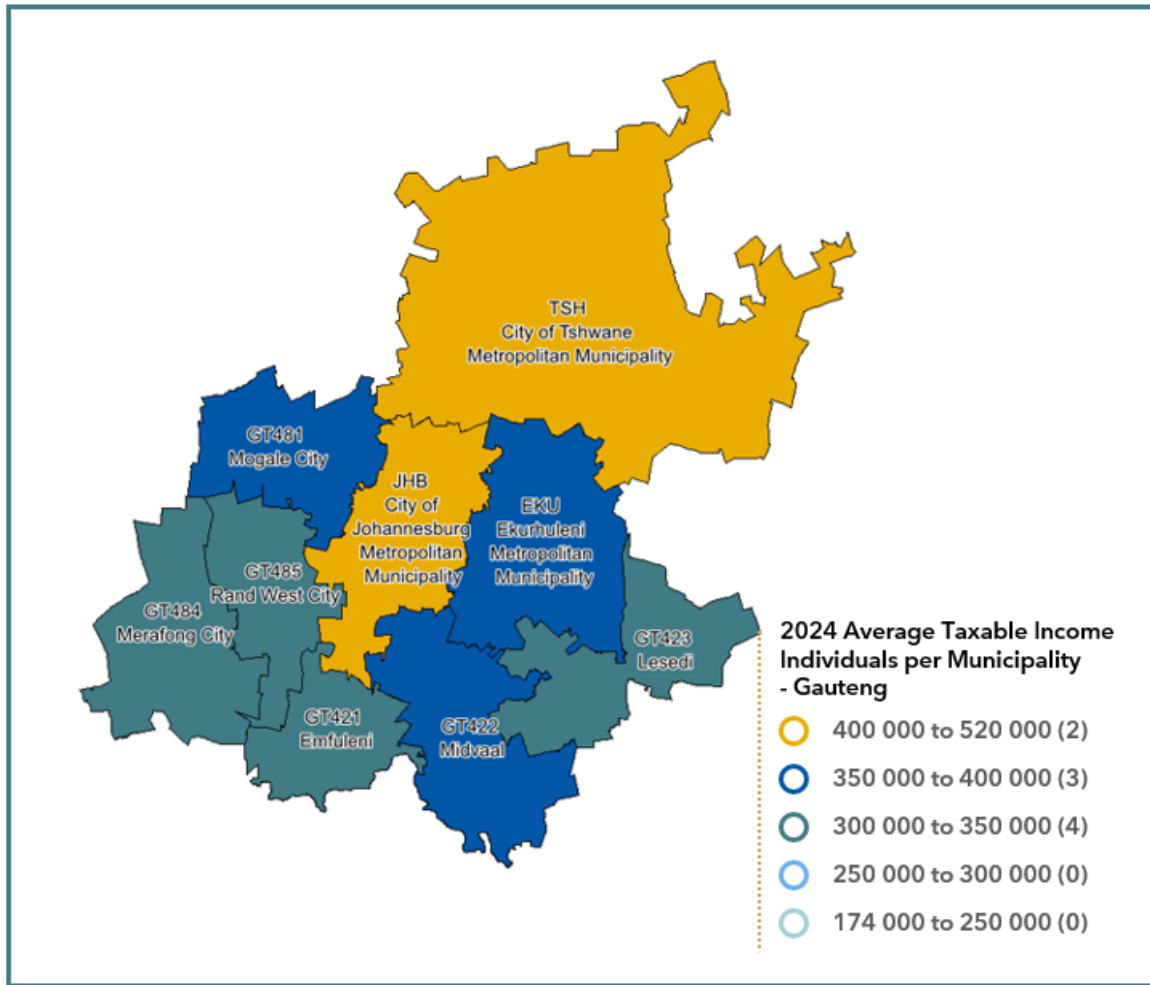 TSH
City of Tshwane
Metropolitan Municipality
GT481
Mogale City
JHB
City of
Johannesburg
Metropolitan
Municipality
EKU
Ekurhuleni
Metropolitan
Municipality
GT485
Rand West City
GT484
Merafong City
GT423
Lesedi
GT421
Emfuleni
GT422
Midvaal
2024 Average Taxable Income
Individuals per Municipality
- Gauteng
400 000 to 520 000 (2)
350 000 to 400 000 (3)
300 000 to 350 000 (4)
250 000 to 300 000 (0)
174 000 to 250 000 (0)